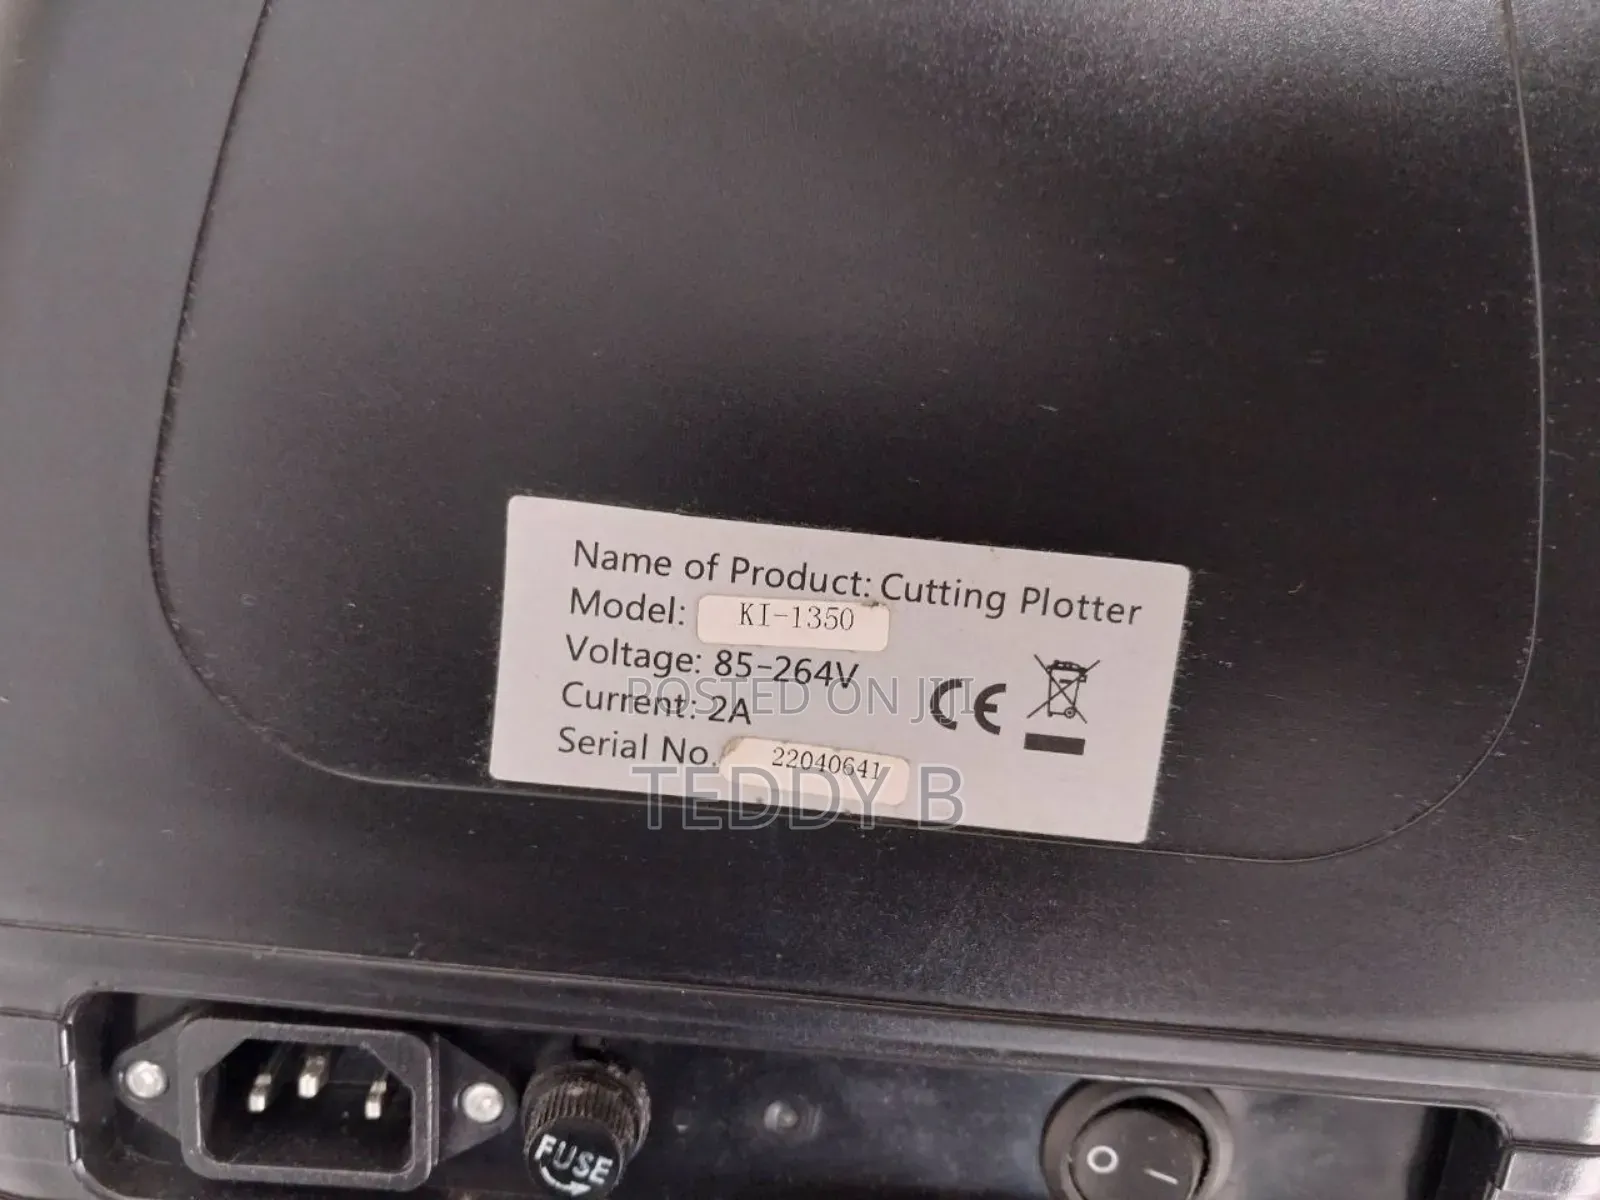 Name of Product: Cutting Plotter
Model: KI-1350
Voltage: 85-264V
Current: 2A
Serial No. 22040641
CE
POSTED ON JIJI
TEDDY B
FUSE
O I